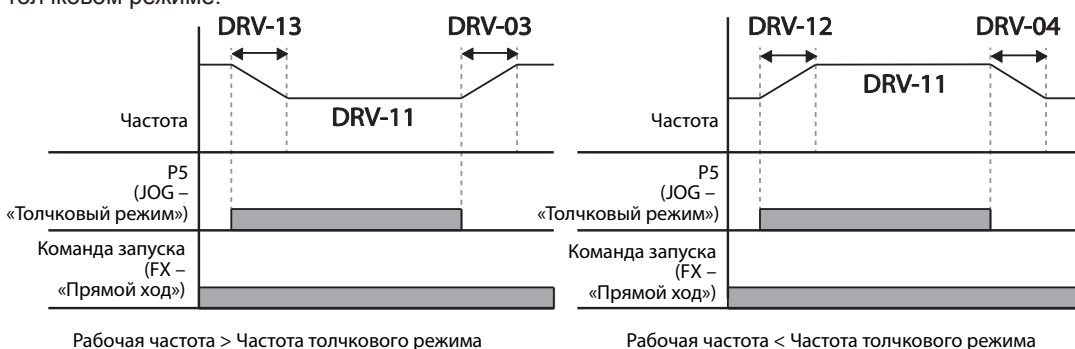 толчковом режиме.
DRV-13
DRV-03
DRV-11
Частота
P5
(JOG –
«Толчковый режим»)
Команда запуска
(FX –
«Прямой ход»)
Рабочая частота > Частота толчкового режима
DRV-12
DRV-04
DRV-11
Частота
P5
(JOG –
«Толчковый режим»)
Команда запуска
(FX –
«Прямой ход»)
Рабочая частота < Частота толчкового режима